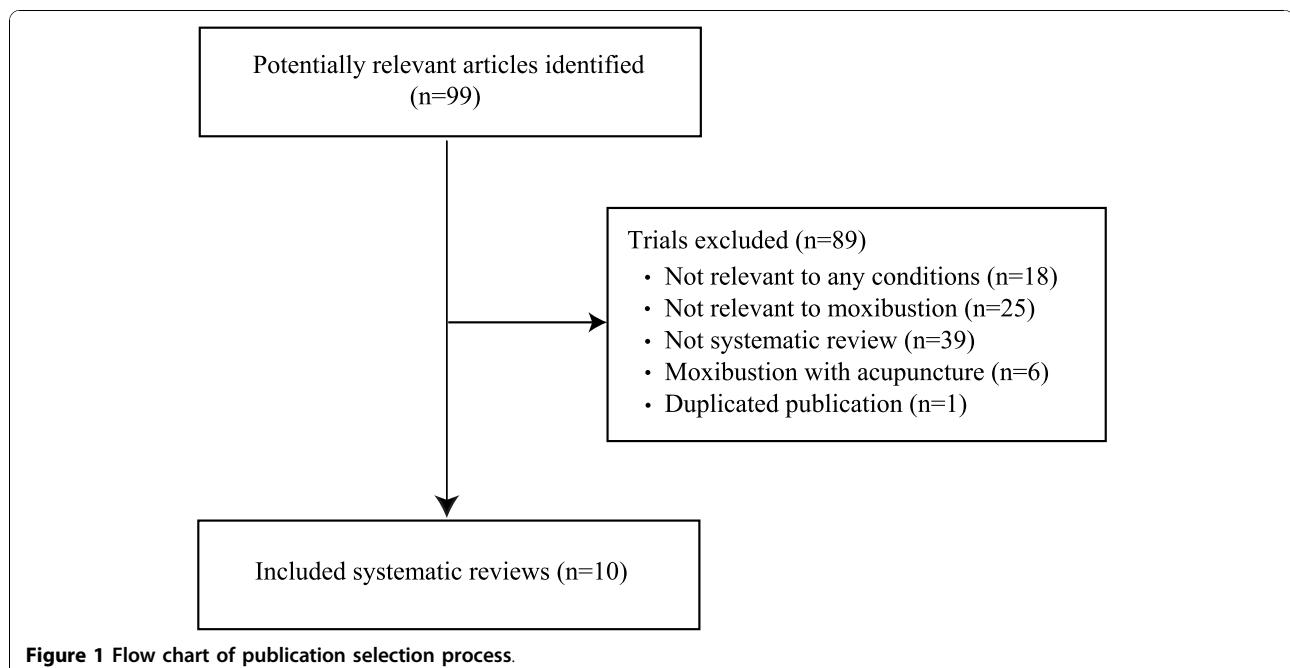 Potentially relevant articles identified
(n=99)
Trials excluded (n=89)
• Not relevant to any conditions (n=18)
• Not relevant to moxibustion (n=25)
• Not systematic review (n=39)
• Moxibustion with acupuncture (n=6)
• Duplicated publication (n=1)
Included systematic reviews (n=10)
Figure 1 Flow chart of publication selection process.